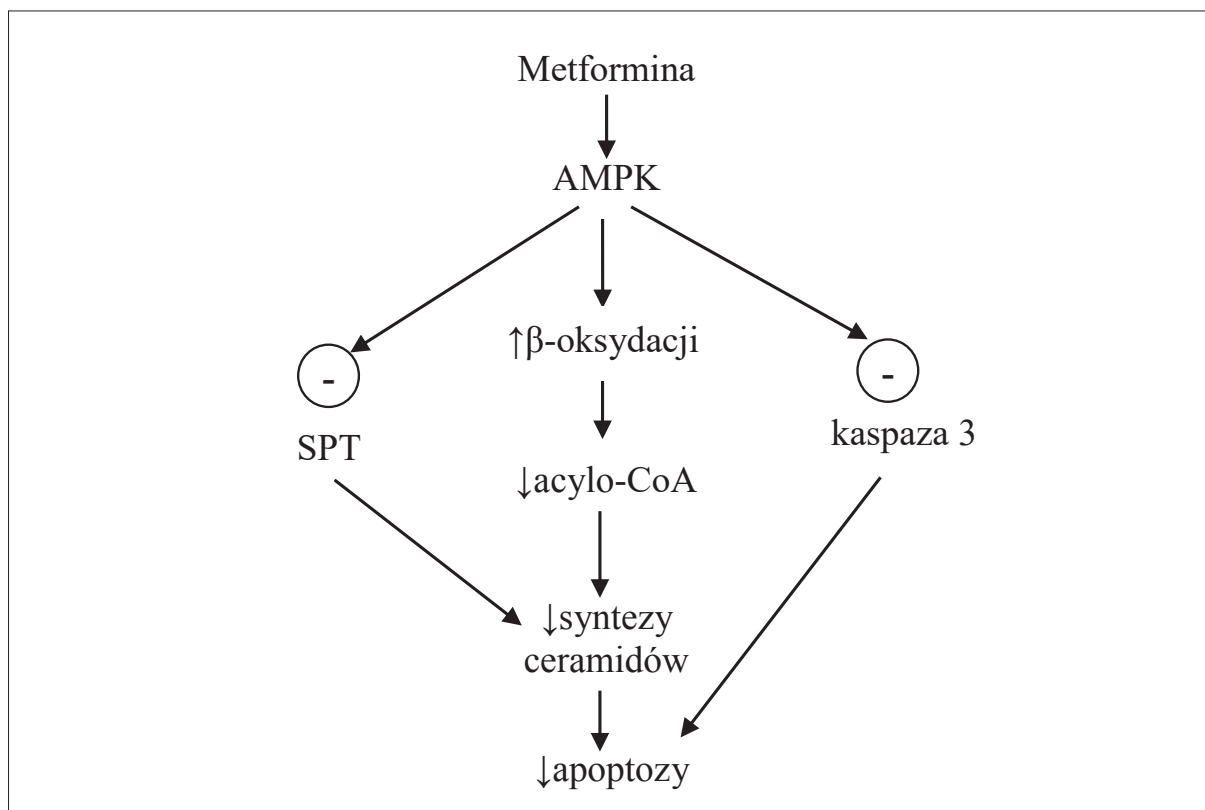 Metformina
AMPK
↑β-oksydacji
-
-
SPT
kaspaza 3
↓acylo-CoA
↓syntezy
ceramidów
↓apoptozy